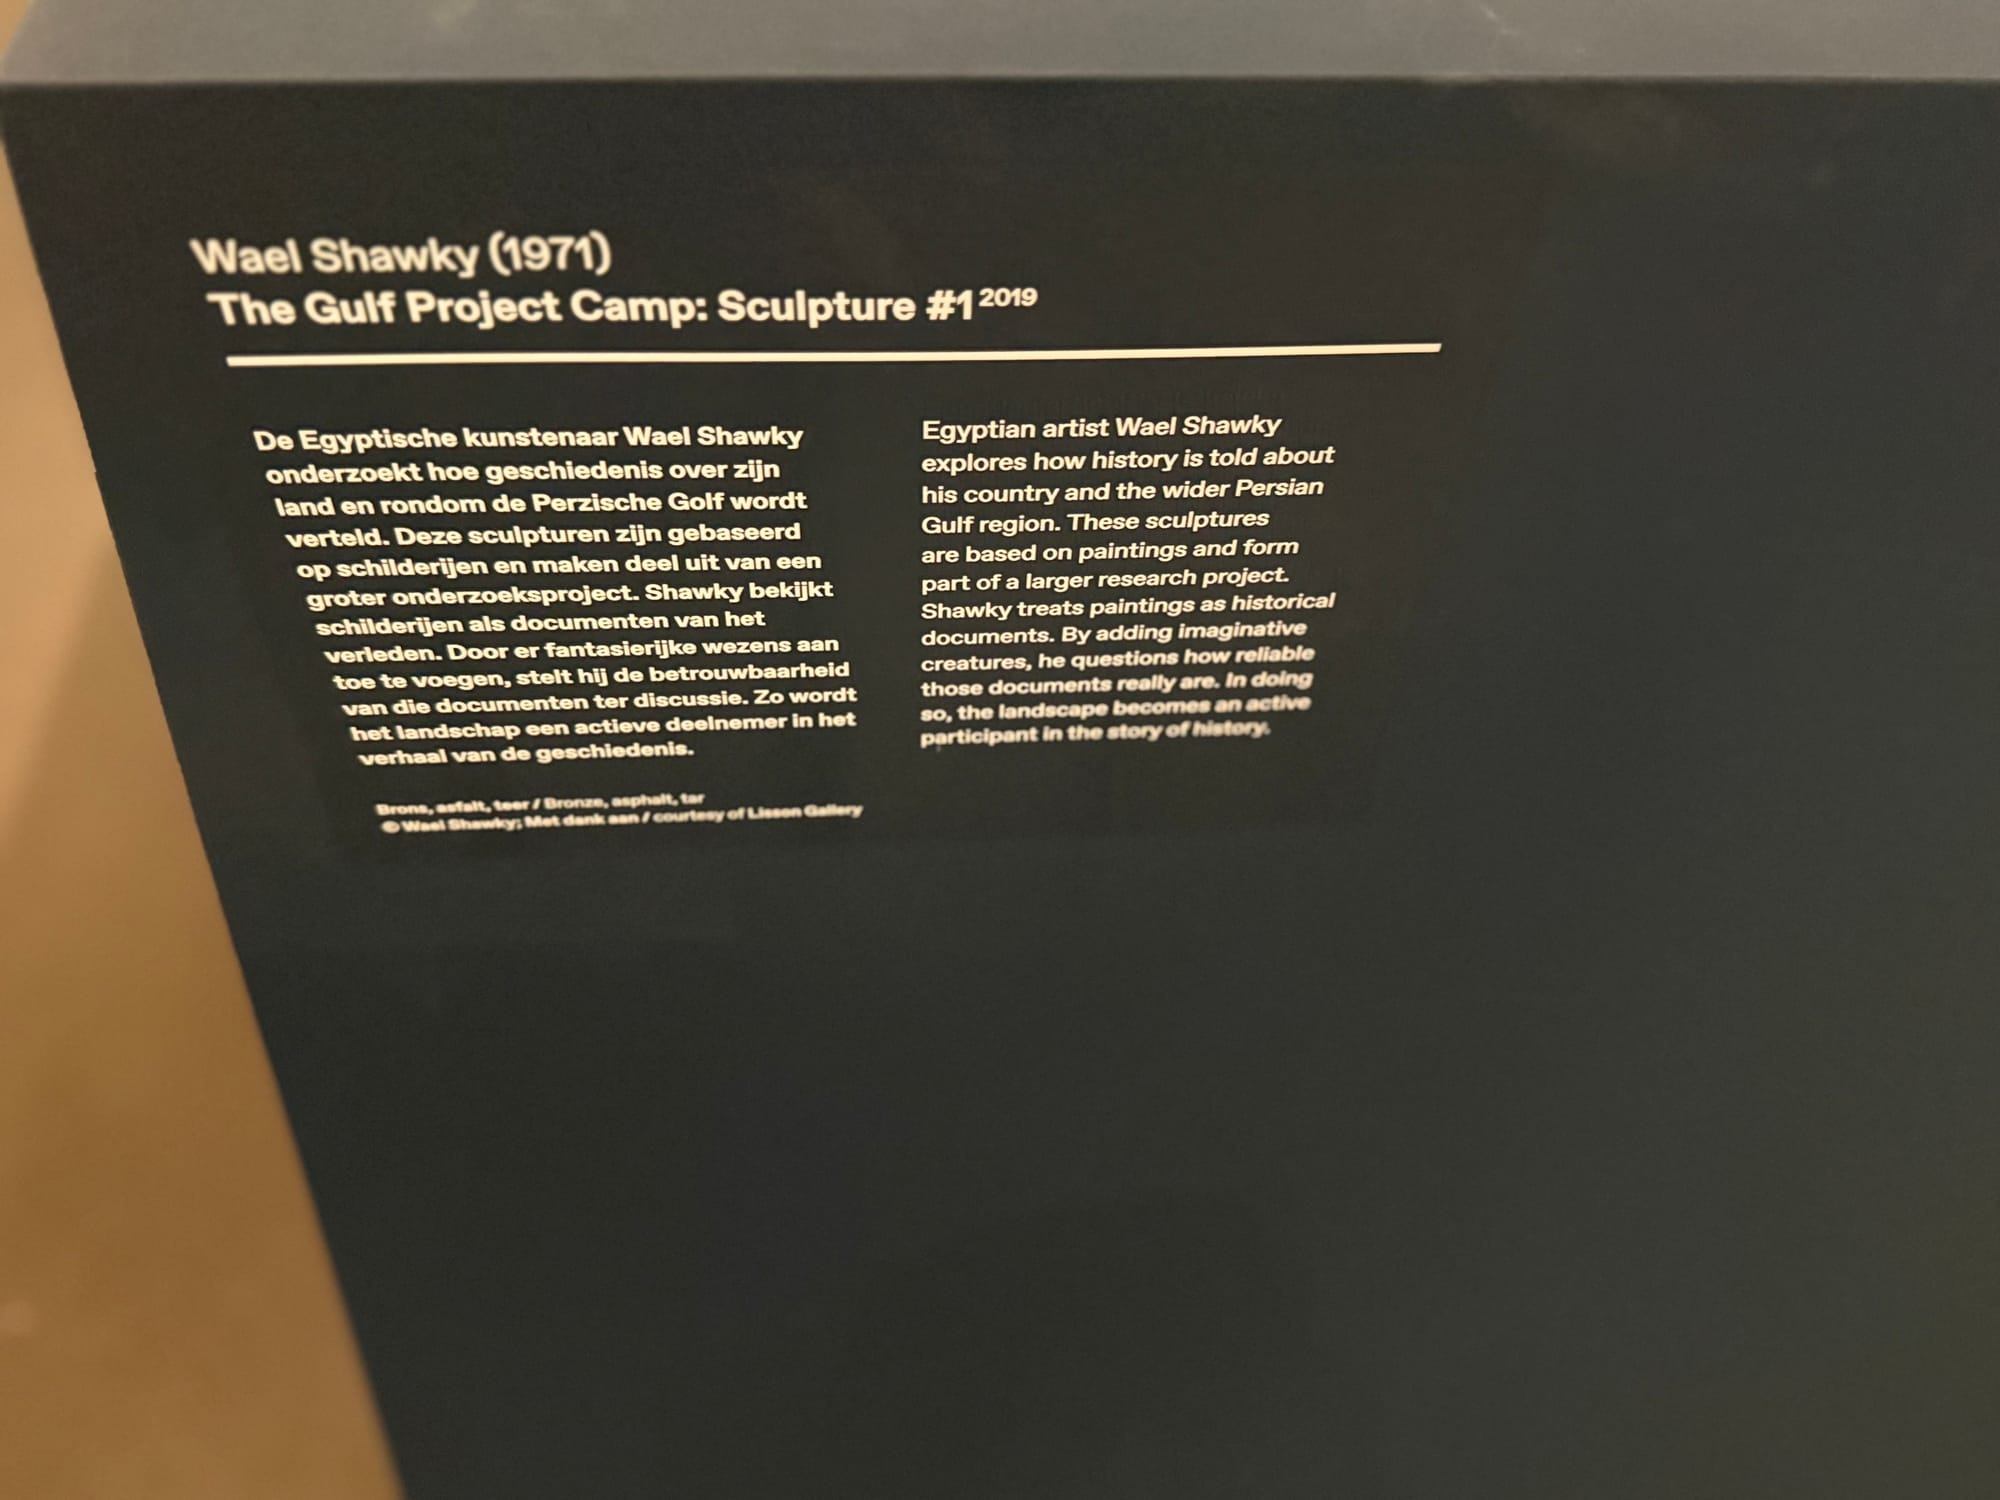 Wael Shawky (1971)
The Gulf Project Camp: Sculpture #1 2019
De Egyptische kunstenaar Wael Shawky
onderzoekt hoe geschiedenis over zijn
land en rondom de Perzische Golf wordt
verteld. Deze sculpturen zijn gebaseerd
op schilderijen en maken deel uit van een
groter onderzoeksproject. Shawky bekijkt
schilderijen als documenten van het
verleden. Door er fantasierijke wezens aan
toe te voegen, stelt hij de betrouwbaarheid
van die documenten ter discussie. Zo wordt
het landschap een actieve deelnemer in het
verhaal van de geschiedenis.
Brons, asfalt, teer / Bronze, asphalt, tar
© Wael Shawky; Met dank aan / courtesy of Lisson Gallery
Egyptian artist Wael Shawky
explores how history is told about
his country and the wider Persian
Gulf region. These sculptures
are based on paintings and form
part of a larger research project.
Shawky treats paintings as historical
documents. By adding imaginative
creatures, he questions how reliable
those documents really are. In doing
so, the landscape becomes an active
participant in the story of history.